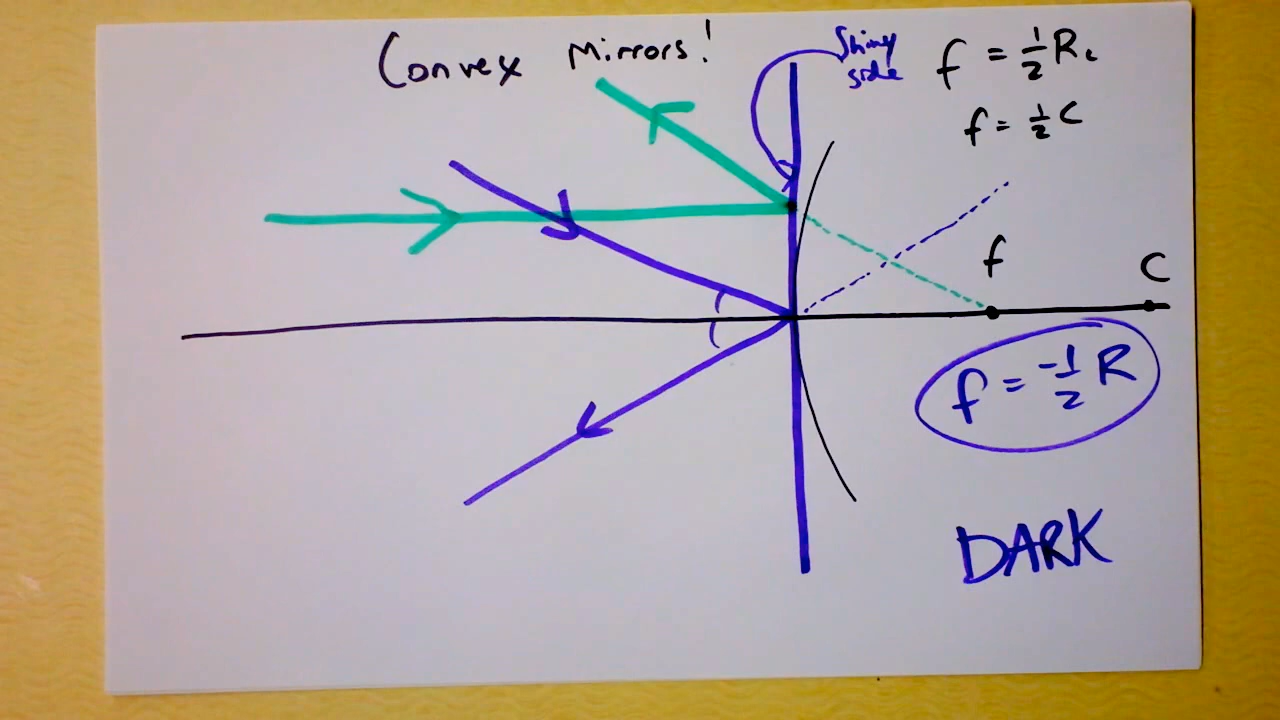 Convex Mirrors!
Shiny
side
f = 1/2 Rc
f = 1/2 C
f
C
f = -1/2 R
DARK